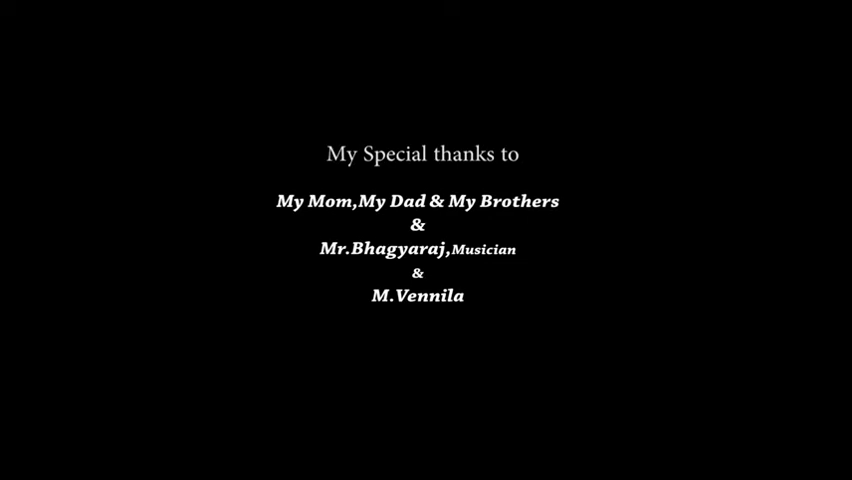 My Special thanks to
My Mom,My Dad & My Brothers
&
Mr.Bhagyaraj,Musician
&
M.Vennila